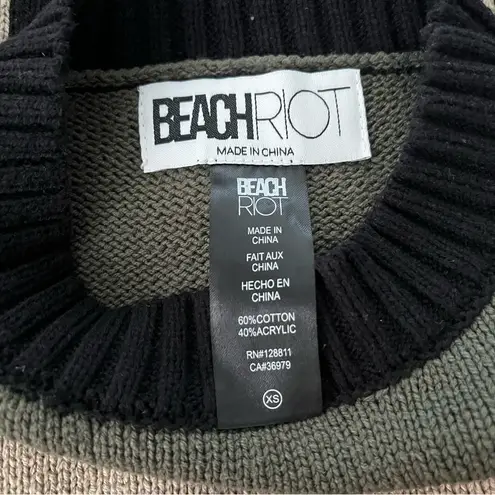 BEACHRIOT
MADE IN CHINA
BEACH
RIOT
MADE IN
CHINA
FAIT AUX
CHINA
HECHO EN
CHINA
60%COTTON
40%ACRYLIC
RN#128811
CA#36979
XS